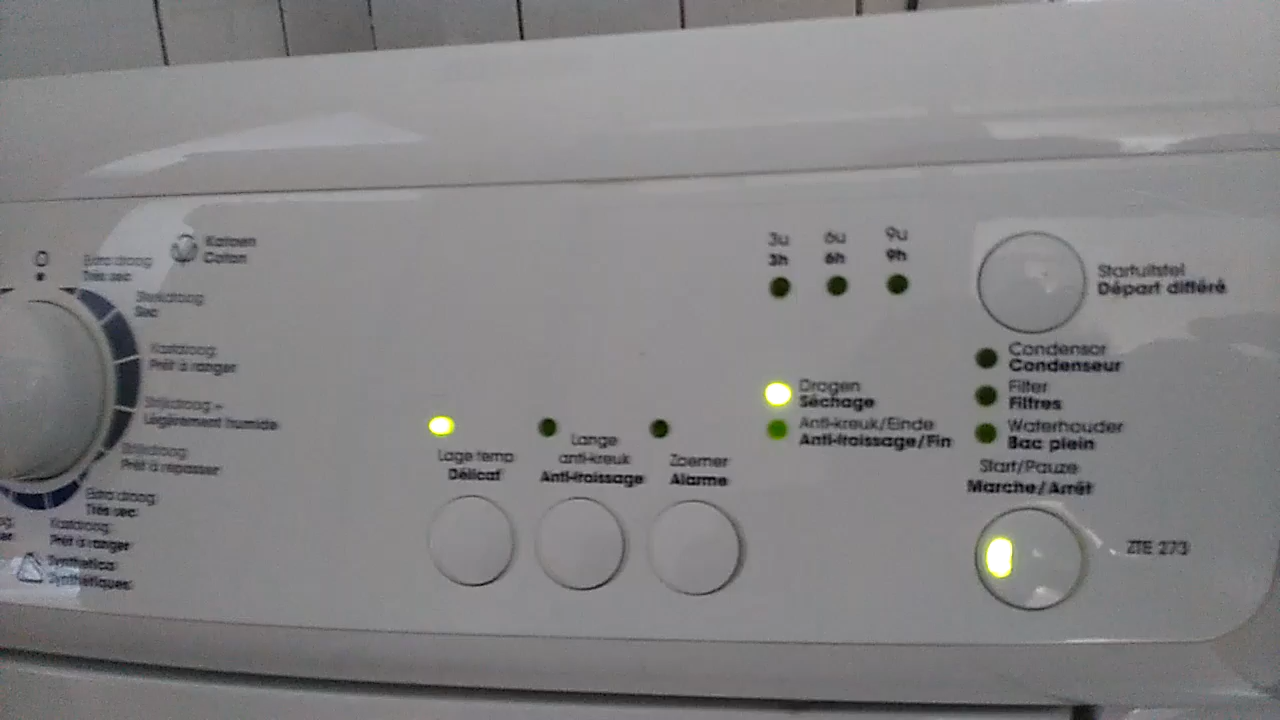 Katoen
Coton
Extra droog
Très sec
Sterkdroog
Sec
Kastdroog
Prêt à ranger
Strijkdroog +
Légèrement humide
Strijkdroog
Prêt à repasser
Extra droog
Très sec
Kastdroog
Prêt à ranger
Synthetica
Synthétiques
Lage temp
Délicat
Lange
anti-kreuk
Anti-froissage
Zoemer
Alarme
3u
3h
6u
6h
9u
9h
Drogen
Séchage
Anti-kreuk/Einde
Anti-froissage/Fin
Startuitstel
Départ différé
Condensor
Condenseur
Filter
Filtres
Waterhouder
Bac plein
Start/Pauze
Marche/Arrêt
ZTE 273